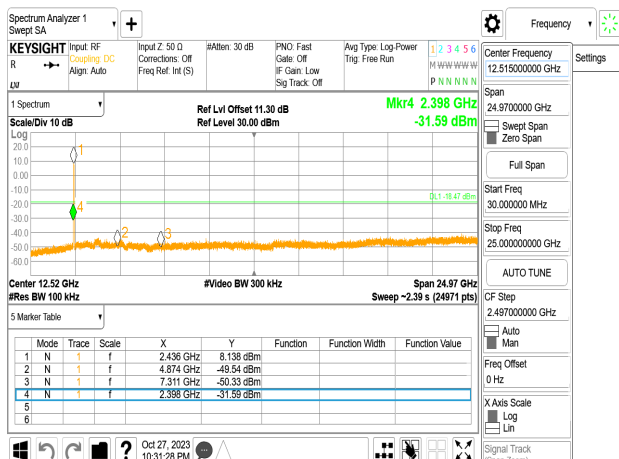 Spectrum Analyzer 1
Swept SA
Frequency
Settings
KEYSIGHT Input: RF Input Z: 50 Ω #Atten: 30 dB PNO: Fast Avg Type: Log-Power 1 2 3 4 5 6
R Coupling: DC Corrections: Off Gate: Off Trig: Free Run M W W W W W
Align: Auto Freq Ref: Int (S) IF Gain: Low
Sig Track: Off P N N N N N
LXI
1 Spectrum
Scale/Div 10 dB
Ref Lvl Offset 11.30 dB
Ref Level 30.00 dBm
Mkr4 2.398 GHz
-31.59 dBm
Log
20.0
10.0
0.00
-10.0
-20.0
-30.0
-40.0
-50.0
-60.0
1
4
2
3
Center 12.52 GHz #Video BW 300 kHz Span 24.97 GHz
#Res BW 100 kHz Sweep ~2.39 s (24971 pts)
5 Marker Table
Mode Trace Scale X Y Function Function Width Function Value
1 N 1 f 2.436 GHz 8.138 dBm
2 N 1 f 4.874 GHz -49.54 dBm
3 N 1 f 7.311 GHz -50.33 dBm
4 N 1 f 2.398 GHz -31.59 dBm
5
6
Oct 27, 2023
10:31:28 PM
Center Frequency
12.515000000 GHz
Span
24.9700000 GHz
Swept Span
Zero Span
Full Span
Start Freq
30.000000 MHz
Stop Freq
25.000000000 GHz
AUTO TUNE
CF Step
2.497000000 GHz
Auto
Man
Freq Offset
0 Hz
X Axis Scale
Log
Lin
Signal Track